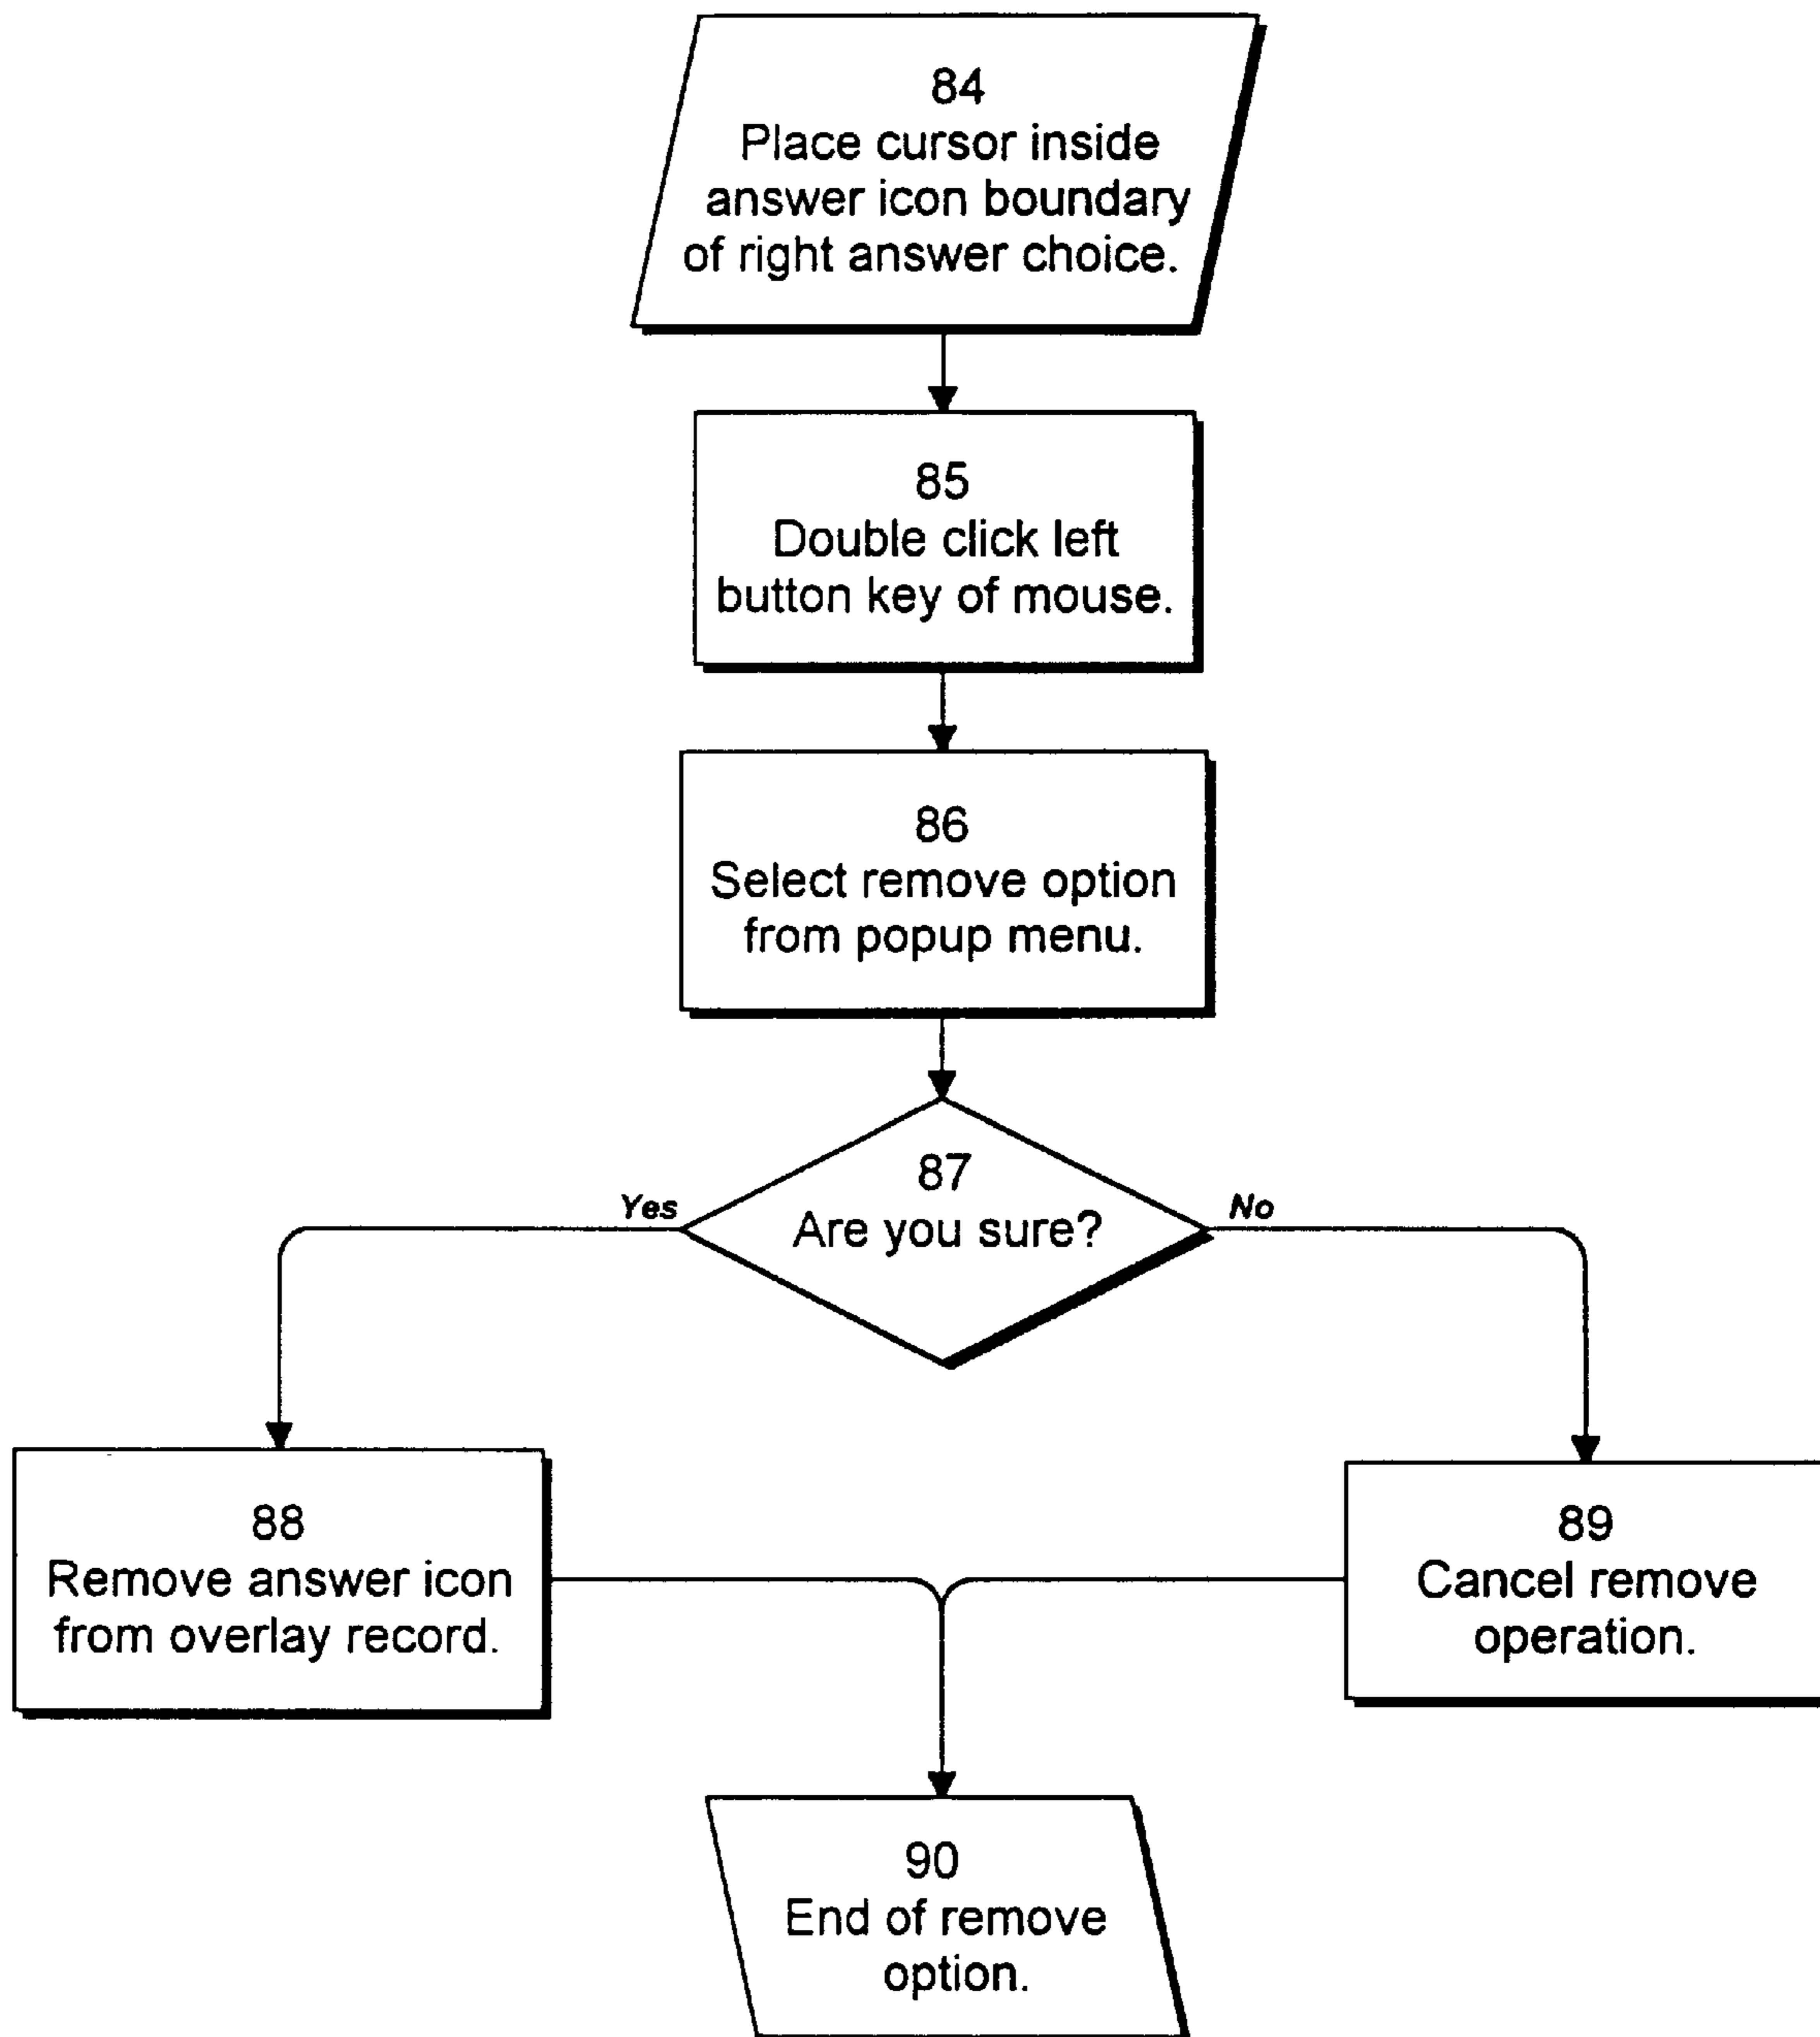 84
Place cursor inside
answer icon boundary
of right answer choice.
85
Double click left
button key of mouse.
86
Select remove option
from popup menu.
87
Are you sure?
Yes
No
88
Remove answer icon
from overlay record.
89
Cancel remove
operation.
90
End of remove
option.